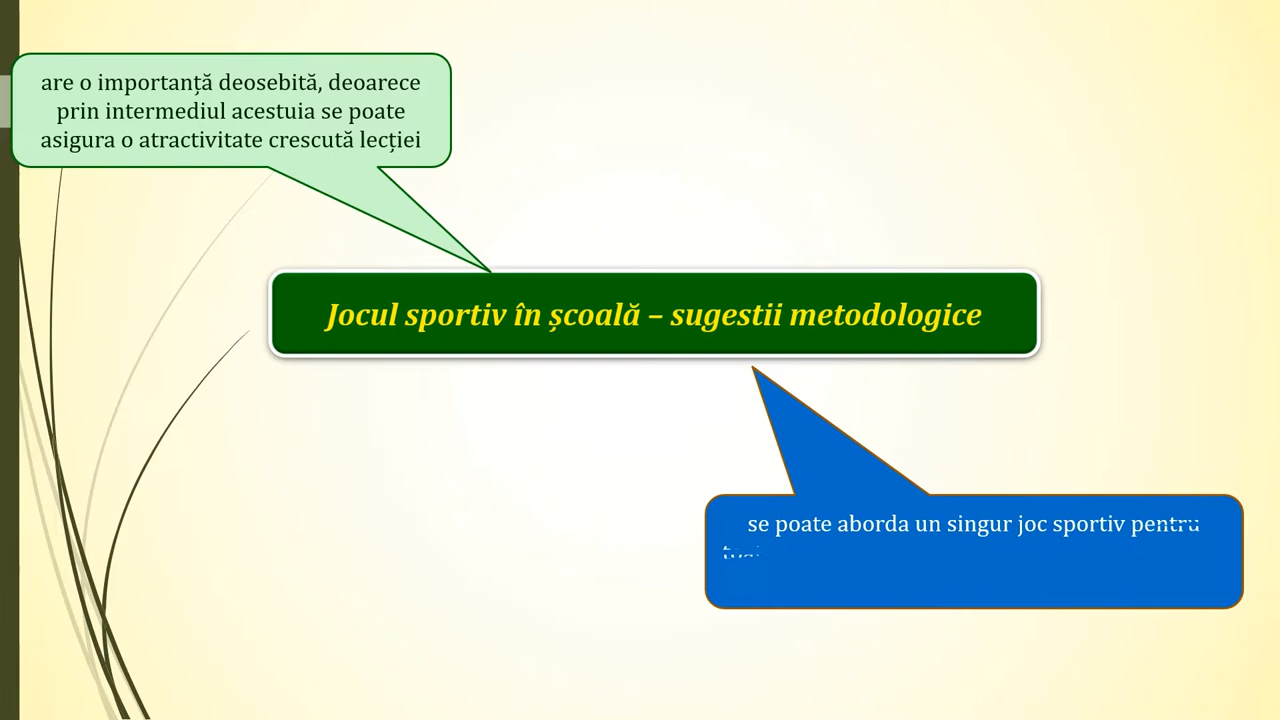 are o importanță deosebită, deoarece
prin intermediul acestuia se poate
asigura o atractivitate crescută lecției
Jocul sportiv în școală – sugestii metodologice
se poate aborda un singur joc sportiv pentru